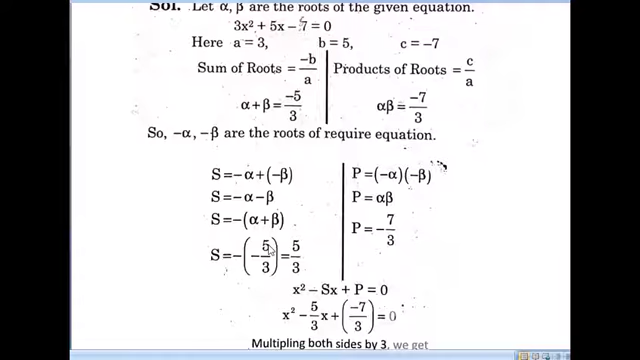 Sol. Let α, β are the roots of the given equation.
3x² + 5x − 7 = 0
Here a = 3, b = 5, c = −7
Sum of Roots = −b/a
Products of Roots = c/a
α + β = −5/3
αβ = −7/3
So, −α, −β are the roots of require equation.
S = −α + (−β)
S = −α − β
S = −(α + β)
S = −(−5/3) = 5/3
P = (−α)(−β)
P = αβ
P = −7/3
x² − Sx + P = 0
x² − 5/3x + (−7/3) = 0
Multipling both sides by 3, we get